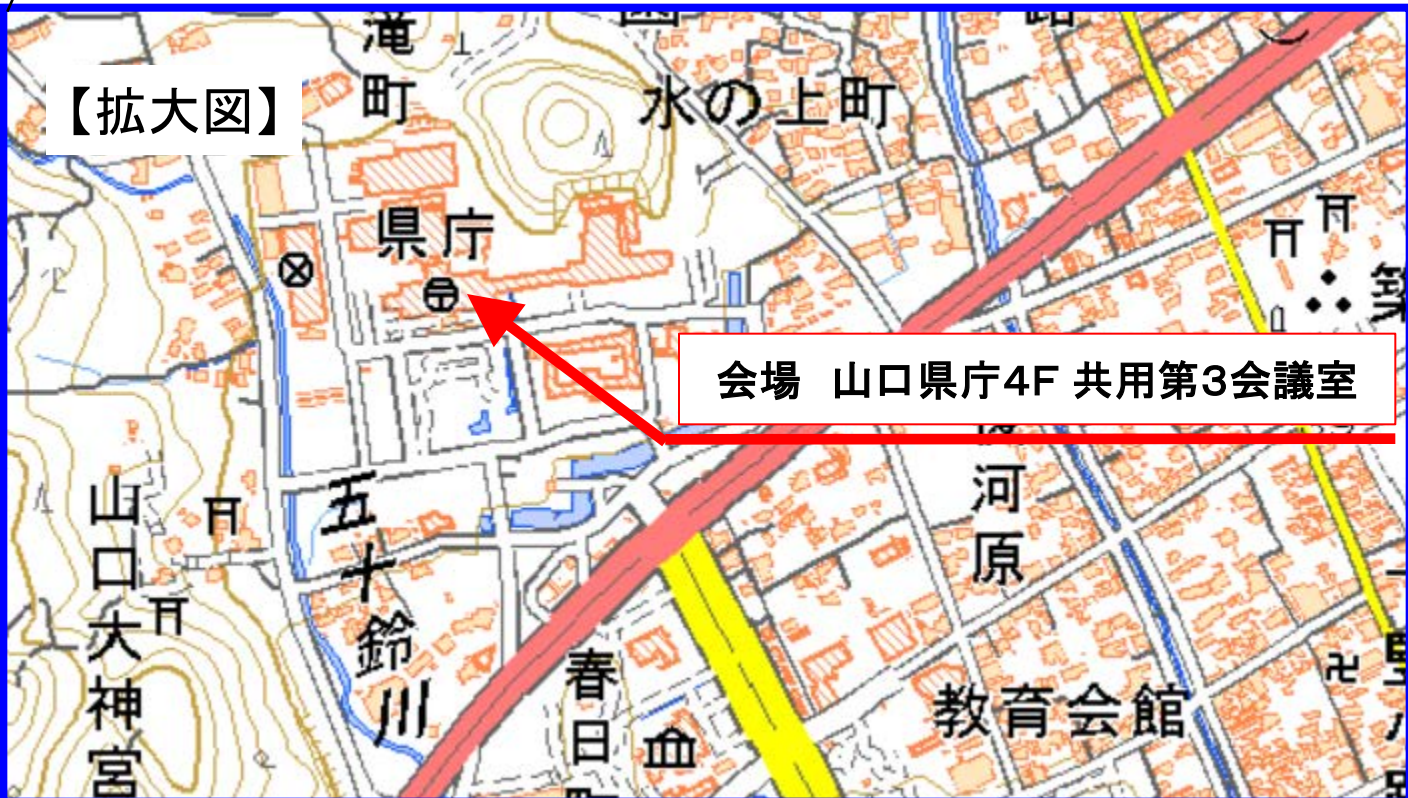 滝町
水の上町
【拡大図】
県庁
会場 山口県庁4F 共用第3会議室
河原
五十鈴川
山口大神宮
春日町
教育会館